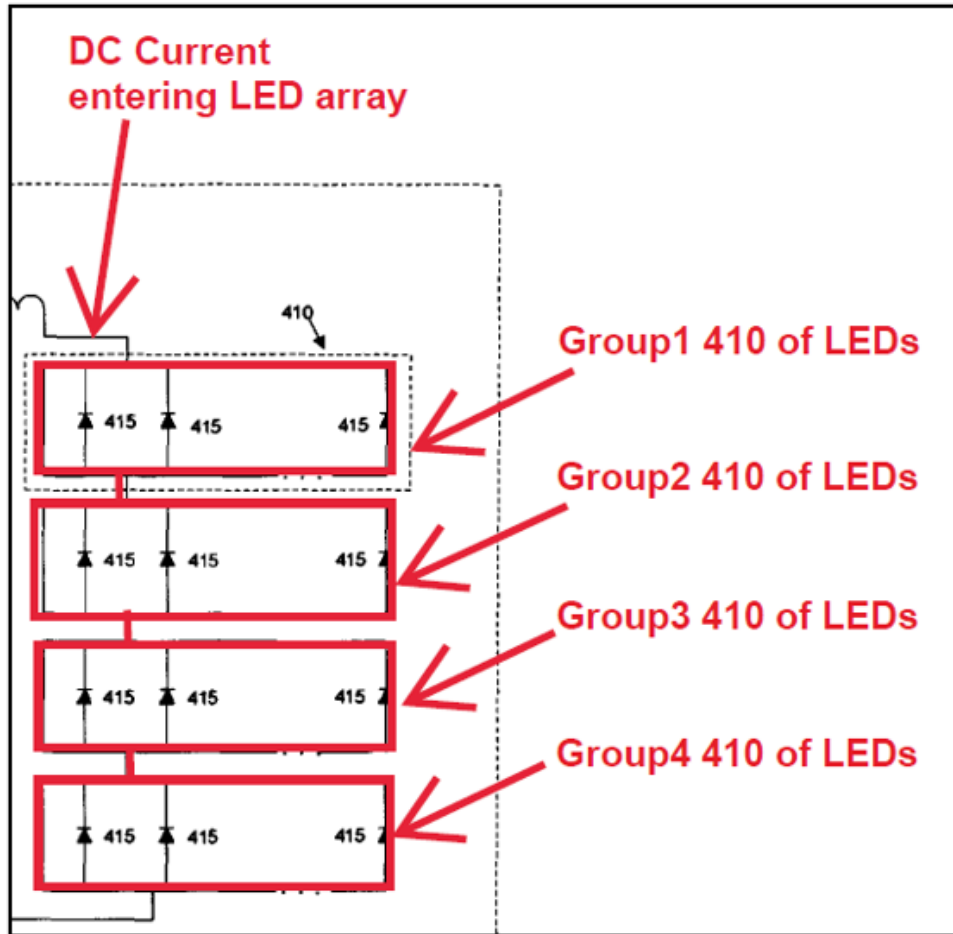 DC Current
entering LED array
410
Group1 410 of LEDs
415 415 415
Group2 410 of LEDs
415 415 415
Group3 410 of LEDs
415 415 415
Group4 410 of LEDs
415 415 415